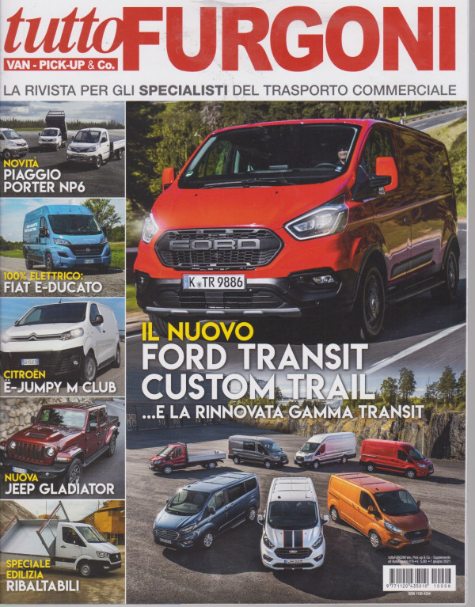 tutto FURGONI
VAN - PICK-UP & Co.
LA RIVISTA PER GLI SPECIALISTI DEL TRASPORTO COMMERCIALE
NOVITÀ
PIAGGIO
PORTER NP6
100% ELETTRICO:
FIAT E-DUCATO
CITROËN
Ë-JUMPY M CLUB
NUOVA
JEEP GLADIATOR
SPECIALE
EDILIZIA
RIBALTABILI
FORD
K TR 9886
IL NUOVO
FORD TRANSIT
CUSTOM TRAIL
...E LA RINNOVATA GAMMA TRANSIT